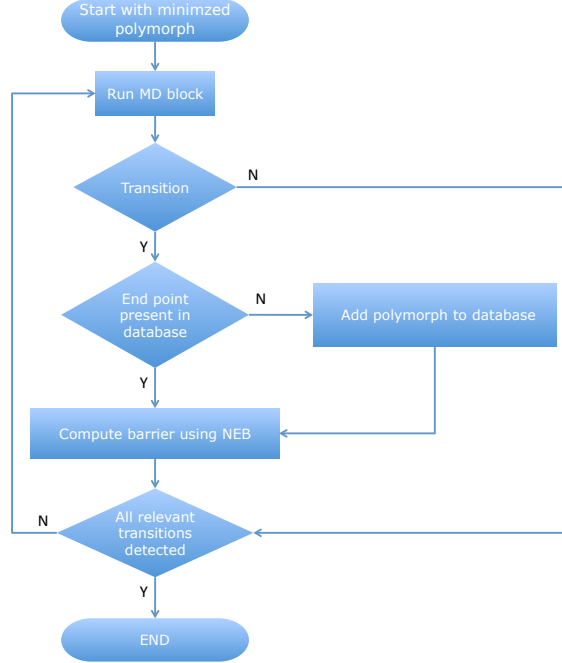 Start with minimzed
polymorph
Run MD block
Transition
N
Y
End point
present in
database
N
Add polymorph to database
Y
Compute barrier using NEB
All relevant
transitions
detected
N
Y
END